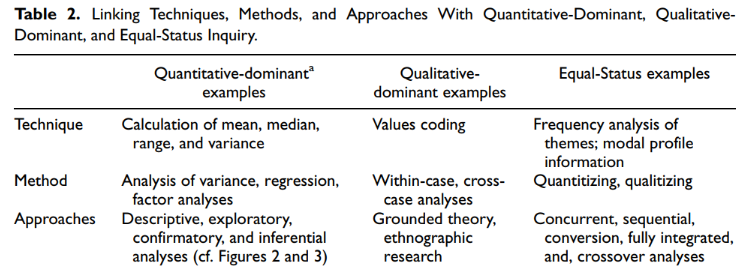 Table 2. Linking Techniques, Methods, and Approaches With Quantitative-Dominant, Qualitative-
Dominant, and Equal-Status Inquiry.
Quantitative-dominantᵃ Qualitative- Equal-Status examples
examples dominant examples
Technique Calculation of mean, median, Values coding Frequency analysis of
range, and variance themes; modal profile
information
Method Analysis of variance, regression, Within-case, cross- Quantitizing, qualitizing
factor analyses case analyses
Approaches Descriptive, exploratory, Grounded theory, Concurrent, sequential,
confirmatory, and inferential ethnographic conversion, fully integrated,
analyses (cf. Figures 2 and 3) research and, crossover analyses